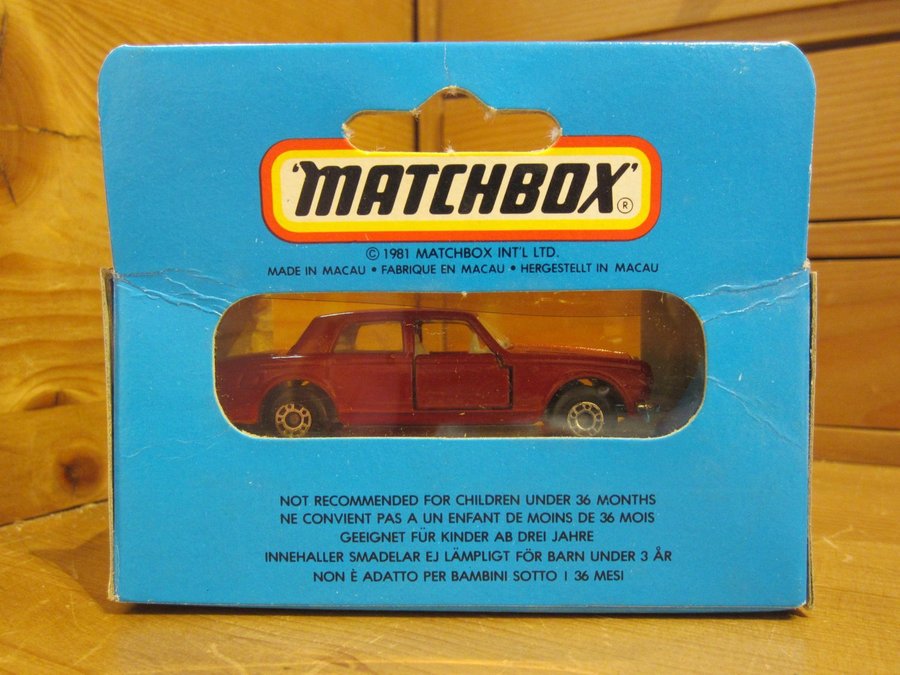 'MATCHBOX' ®
© 1981 MATCHBOX INT'L LTD.
MADE IN MACAU • FABRIQUE EN MACAU • HERGESTELLT IN MACAU
NOT RECOMMENDED FOR CHILDREN UNDER 36 MONTHS
NE CONVIENT PAS A UN ENFANT DE MOINS DE 36 MOIS
GEEIGNET FÜR KINDER AB DREI JAHRE
INNEHALLER SMADELAR EJ LÄMPLIGT FÖR BARN UNDER 3 ÅR
NON È ADATTO PER BAMBINI SOTTO I 36 MESI